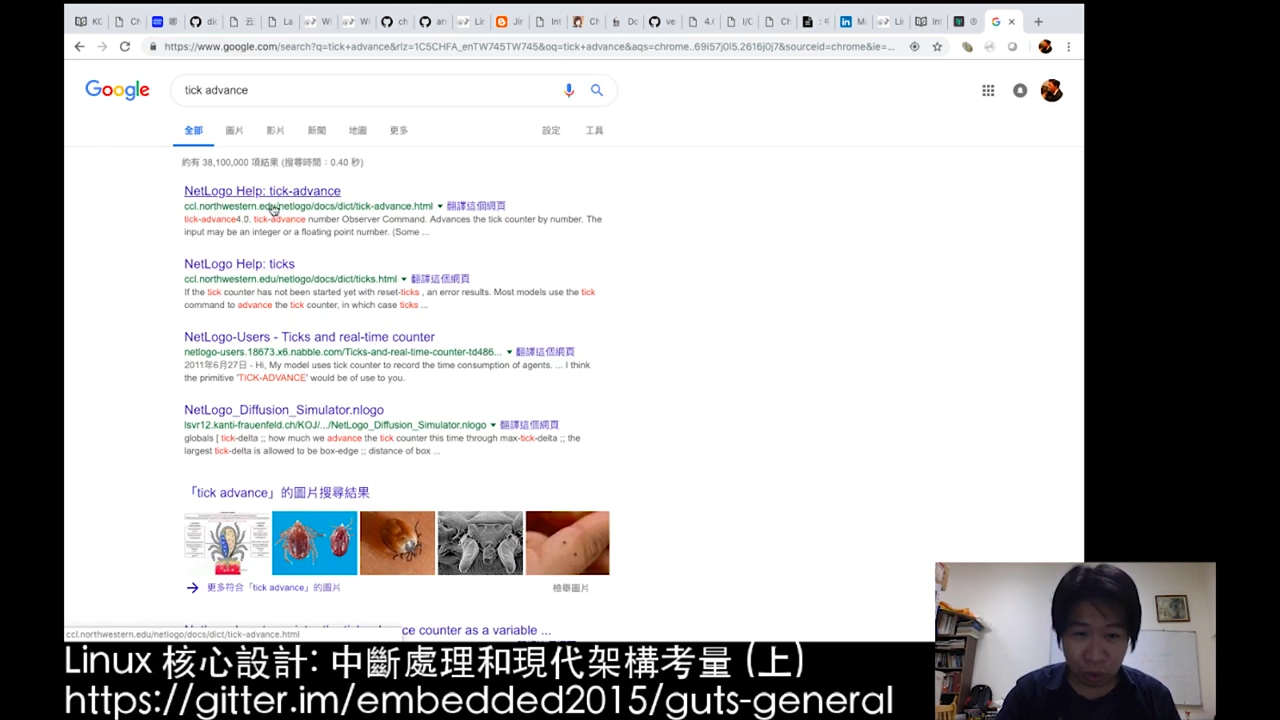 https://www.google.com/search?q=tick+advance&rlz=1C5CHFA_enTW745TW745&oq=tick+advance&aqs=chrome..69i57j0l5.2616j0j7&sourceid=chrome&ie=...
Google
tick advance
全部 圖片 影片 新聞 地圖 更多 設定 工具
約有 38,100,000 項結果 (搜尋時間：0.40 秒)
NetLogo Help: tick-advance
ccl.northwestern.edu/netlogo/docs/dict/tick-advance.html 翻譯這個網頁
tick-advance4.0. tick-advance number Observer Command. Advances the tick counter by number. The
input may be an integer or a floating point number. (Some ...
NetLogo Help: ticks
ccl.northwestern.edu/netlogo/docs/dict/ticks.html 翻譯這個網頁
If the tick counter has not been started yet with reset-ticks , an error results. Most models use the tick
command to advance the tick counter, in which case ticks ...
NetLogo-Users - Ticks and real-time counter
netlogo-users.18673.x6.nabble.com/Ticks-and-real-time-counter-td486... 翻譯這個網頁
2011年6月27日 - Hi, My model uses tick counter to record the time consumption of agents. ... I think
the primitive 'TICK-ADVANCE' would be of use to you.
NetLogo_Diffusion_Simulator.nlogo
lsvr12.kanti-frauenfeld.ch/KOJ/.../NetLogo_Diffusion_Simulator.nlogo 翻譯這個網頁
globals [ tick-delta ;; how much we advance the tick counter this time through max-tick-delta ;; the
largest tick-delta is allowed to be box-edge ;; distance of box ...
「tick advance」的圖片搜尋結果
更多符合「tick advance」的圖片 檢舉圖片
ce counter as a variable ...
ccl.northwestern.edu/netlogo/docs/dict/tick-advance.html
Linux 核心設計: 中斷處理和現代架構考量 (上)
https://gitter.im/embedded2015/guts-general